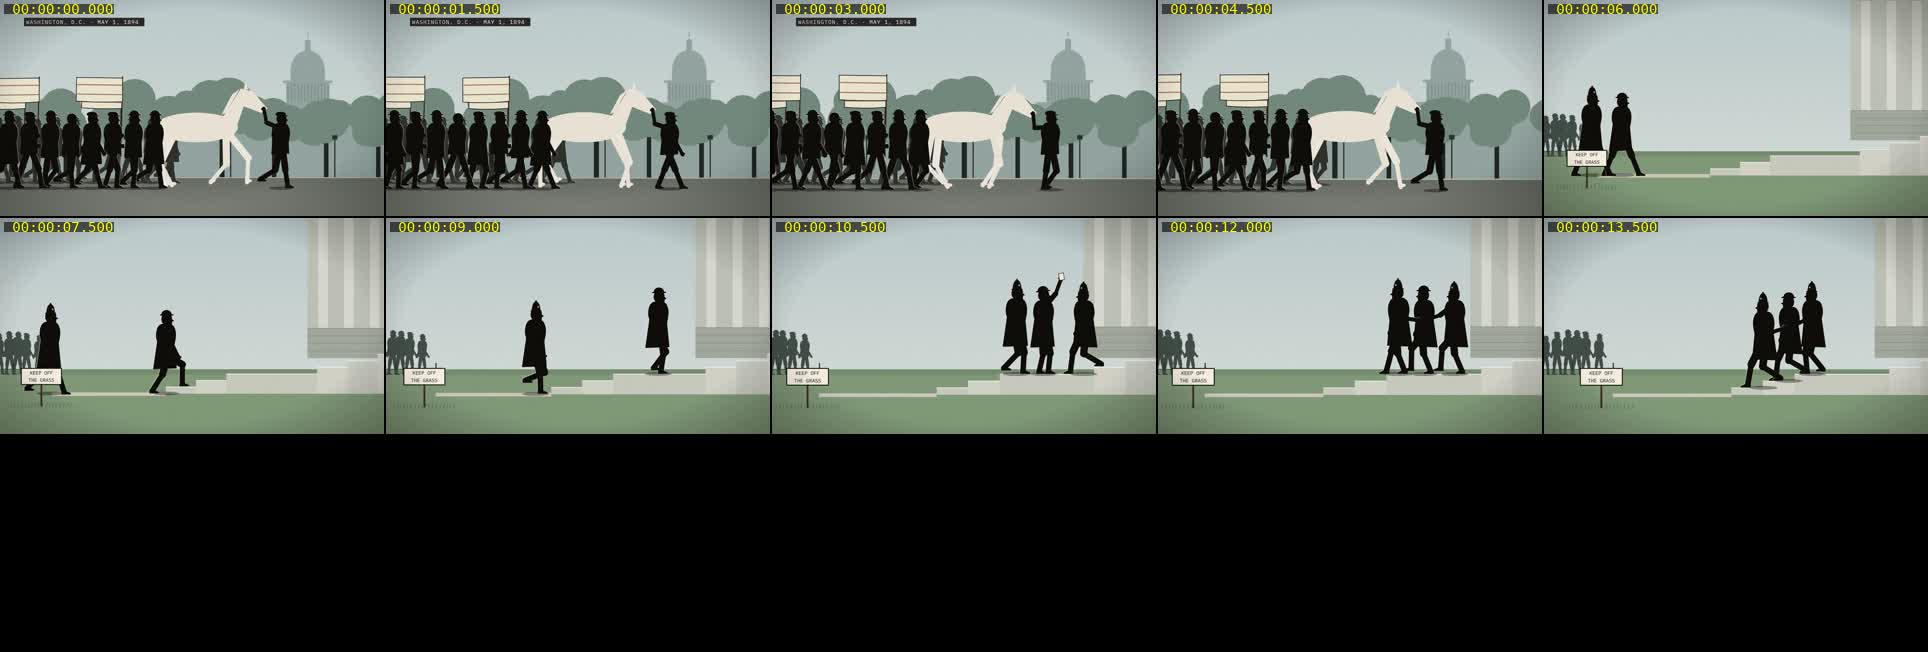 00:00:00.000
WASHINGTON, D.C. - MAY 1, 1894
00:00:01.500
WASHINGTON, D.C. - MAY 1, 1894
00:00:03.000
WASHINGTON, D.C. - MAY 1, 1894
00:00:04.500
00:00:06.000
KEEP OFF
THE GRASS
00:00:07.500
KEEP OFF
THE GRASS
00:00:09.000
KEEP OFF
THE GRASS
00:00:10.500
KEEP OFF
THE GRASS
00:00:12.000
KEEP OFF
THE GRASS
00:00:13.500
KEEP OFF
THE GRASS